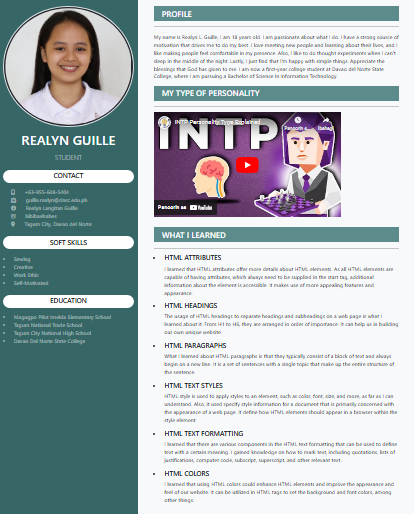 REALYN GUILLE
STUDENT
CONTACT
Realyn Langitan Guille
Tagum City, Davao del Norte
SOFT SKILLS
Sewing
Creative
Work Ethic
Self-Motivated
EDUCATION
Magugpo Pilot Imelda Elementary School
Tagum National Trade School
Tagum City National High School
Davao Del Norte State College
PROFILE
My name is Realyn L. Guille, I am 18 years old. I am passionate about what I do. I have a strong source of
motivation that drives me to do my best. I love meeting new people and learning about their lives, and I
like making people feel comfortable in my presence. Also, I like to do thought experiments when I can't
sleep in the middle of the night. Lastly, I just find that I'm happy with simple things. Appreciate the
blessings that God has given to me. I am now a first-year college student at Davao del Norte State
College, where I am pursuing a Bachelor of Science in Information Technology.
MY TYPE OF PERSONALITY
INTP Personality Type Explained
INTP
Panoorin sa YouTube
WHAT I LEARNED
HTML ATTRIBUTES
I learned that HTML attributes offer more details about HTML elements. As all HTML elements are
capable of having attributes, which always need to be supplied in the start tag, additional
information about the element is accessible. It makes use of more appealing features and
appearance.
HTML HEADINGS
The usage of HTML headings to separate headings and subheadings on a web page is what I
learned about it. From H1 to H6, they are arranged in order of importance. It can help us in building
our own unique website.
HTML PARAGRAPHS
What I learned about HTML paragraphs is that they typically consist of a block of text and always
begin on a new line. It is a set of sentences with a single topic that make up the entire structure of
the sentence.
HTML TEXT STYLES
HTML style is used to apply styles to an element, such as color, font, size, and more, as far as I can
understand. Also, it used specify style information for a document that is primarily concerned with
the appearance of a web page. It define how HTML elements should appear in a browser within the
style element.
HTML TEXT FORMATTING
I learned that there are various components in the HTML text formatting that can be used to define
text with a certain meaning. I gained knowledge on how to mark text, including quotations, lists of
justifications, computer code, subscript, superscript, and other relevant text.
HTML COLORS
I learned that using HTML colors could enhance HTML elements and improve the appearance and
feel of our website. It can be utilized in HTML tags to set the background and font colors, among
other things.